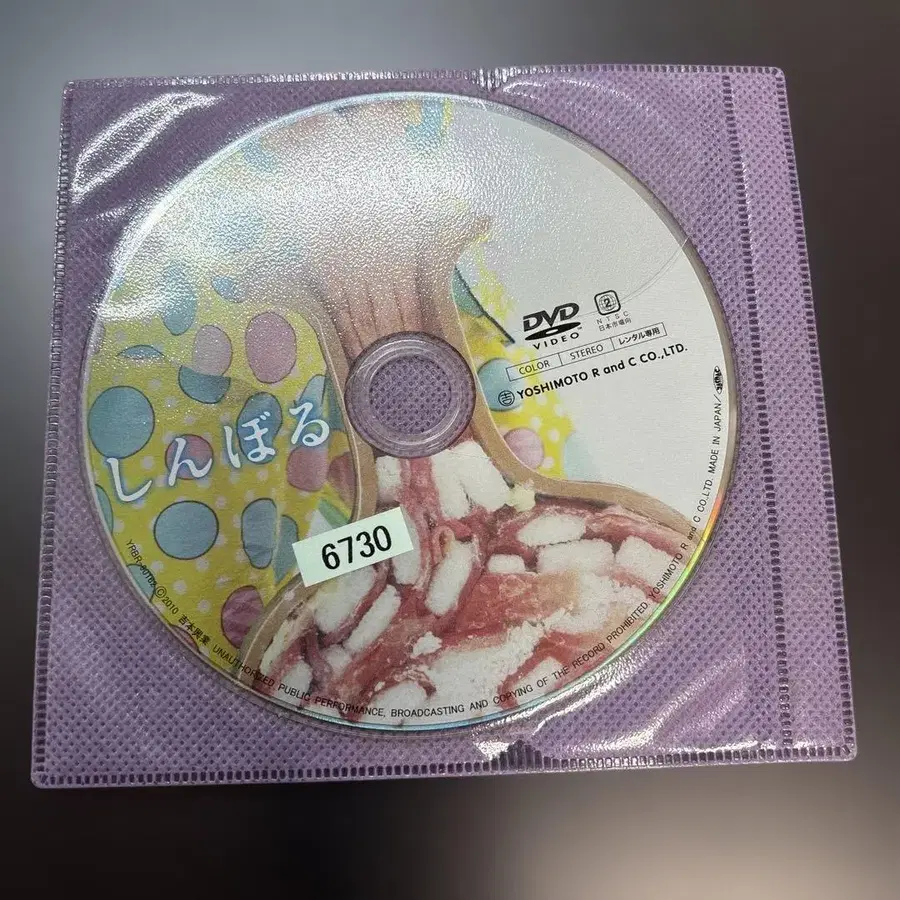 DVD
VIDEO
2
NTSC
日本市場向
COLOR STEREO レンタル専用
吉 YOSHIMOTO R and C CO.,LTD.
しんぼる
6730
©2010 吉本興業 UNAUTHORIZED PUBLIC PERFORMANCE, BROADCASTING AND COPYING OF THE RECORD PROHIBITED YOSHIMOTO R and C CO.,LTD. MADE IN JAPAN/